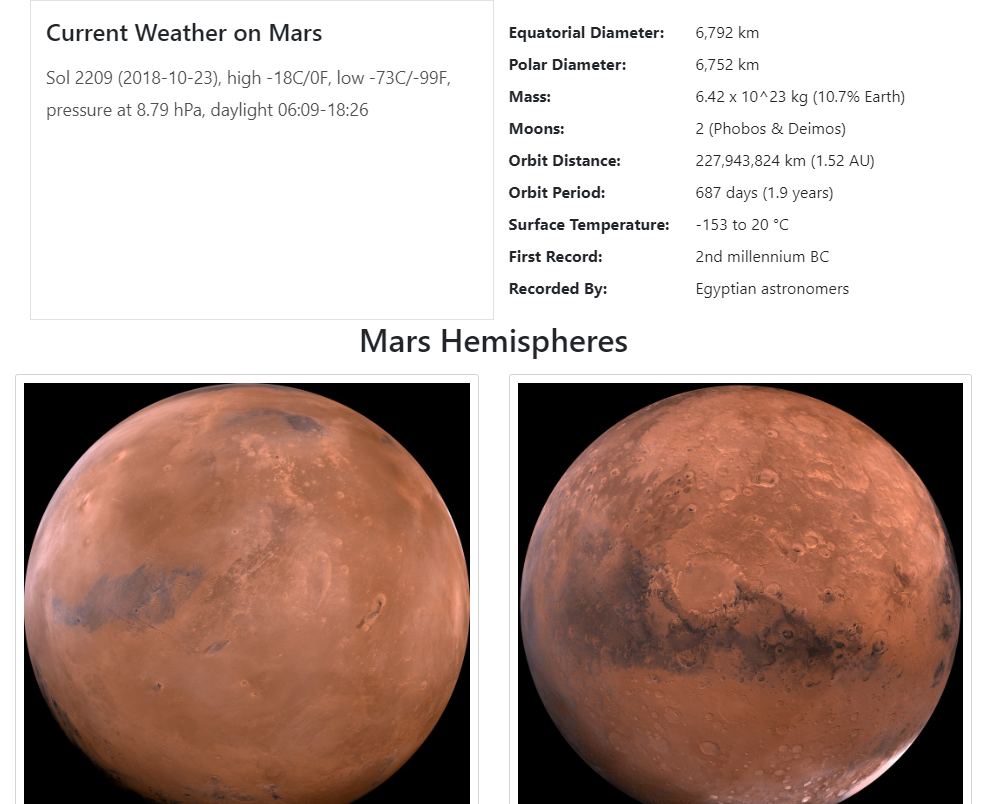 Current Weather on Mars
Sol 2209 (2018-10-23), high -18C/0F, low -73C/-99F,
pressure at 8.79 hPa, daylight 06:09-18:26
Equatorial Diameter: 6,792 km
Polar Diameter: 6,752 km
Mass: 6.42 x 10^23 kg (10.7% Earth)
Moons: 2 (Phobos & Deimos)
Orbit Distance: 227,943,824 km (1.52 AU)
Orbit Period: 687 days (1.9 years)
Surface Temperature: -153 to 20 °C
First Record: 2nd millennium BC
Recorded By: Egyptian astronomers
Mars Hemispheres